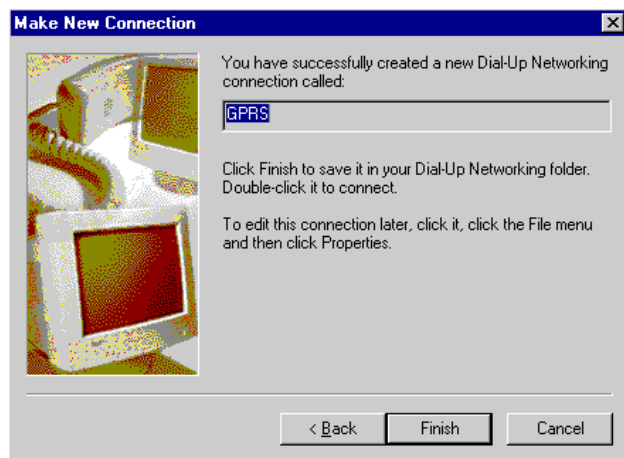 Make New Connection
You have successfully created a new Dial-Up Networking
connection called:
GPRS
Click Finish to save it in your Dial-Up Networking folder.
Double-click it to connect.
To edit this connection later, click it, click the File menu
and then click Properties.
< Back
Finish
Cancel